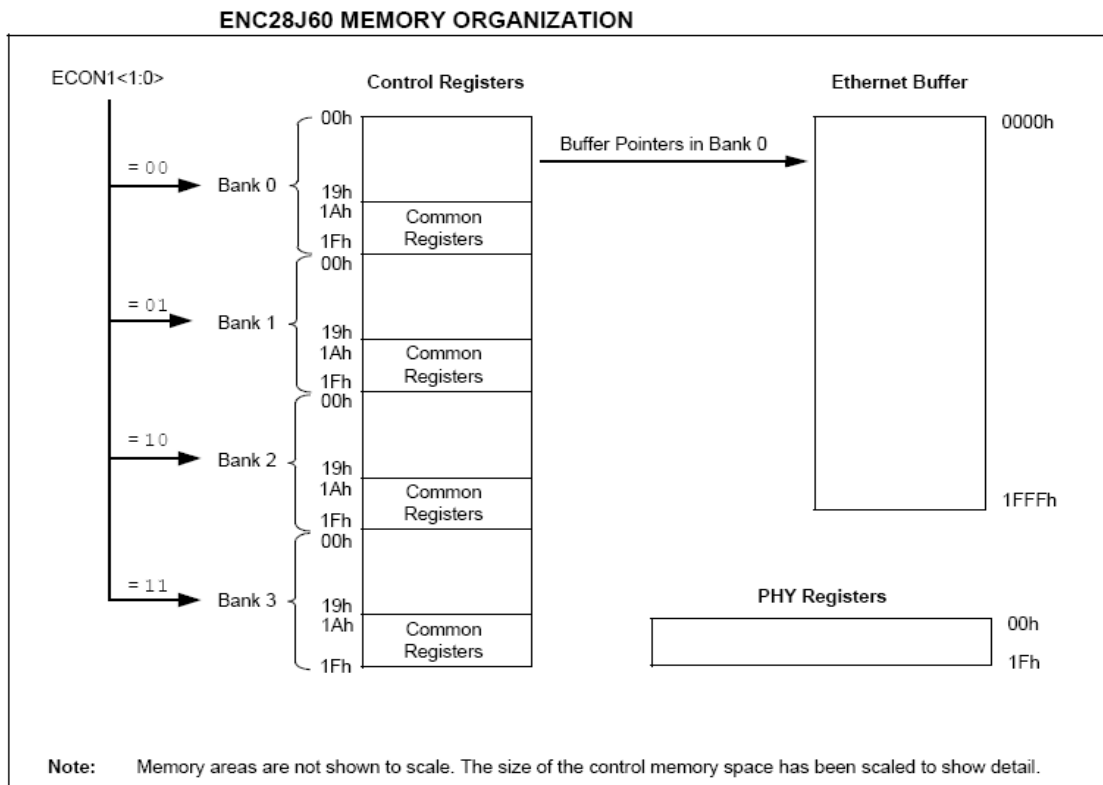 ENC28J60 MEMORY ORGANIZATION
ECON1<1:0>
Control Registers
Ethernet Buffer
= 00
Bank 0
00h
19h
1Ah
1Fh
Common
Registers
Buffer Pointers in Bank 0
0000h
1FFFh
= 01
Bank 1
00h
19h
1Ah
1Fh
Common
Registers
= 10
Bank 2
00h
19h
1Ah
1Fh
Common
Registers
=11
Bank 3
00h
19h
1Ah
1Fh
Common
Registers
PHY Registers
00h
1Fh
Note: Memory areas are not shown to scale. The size of the control memory space has been scaled to show detail.